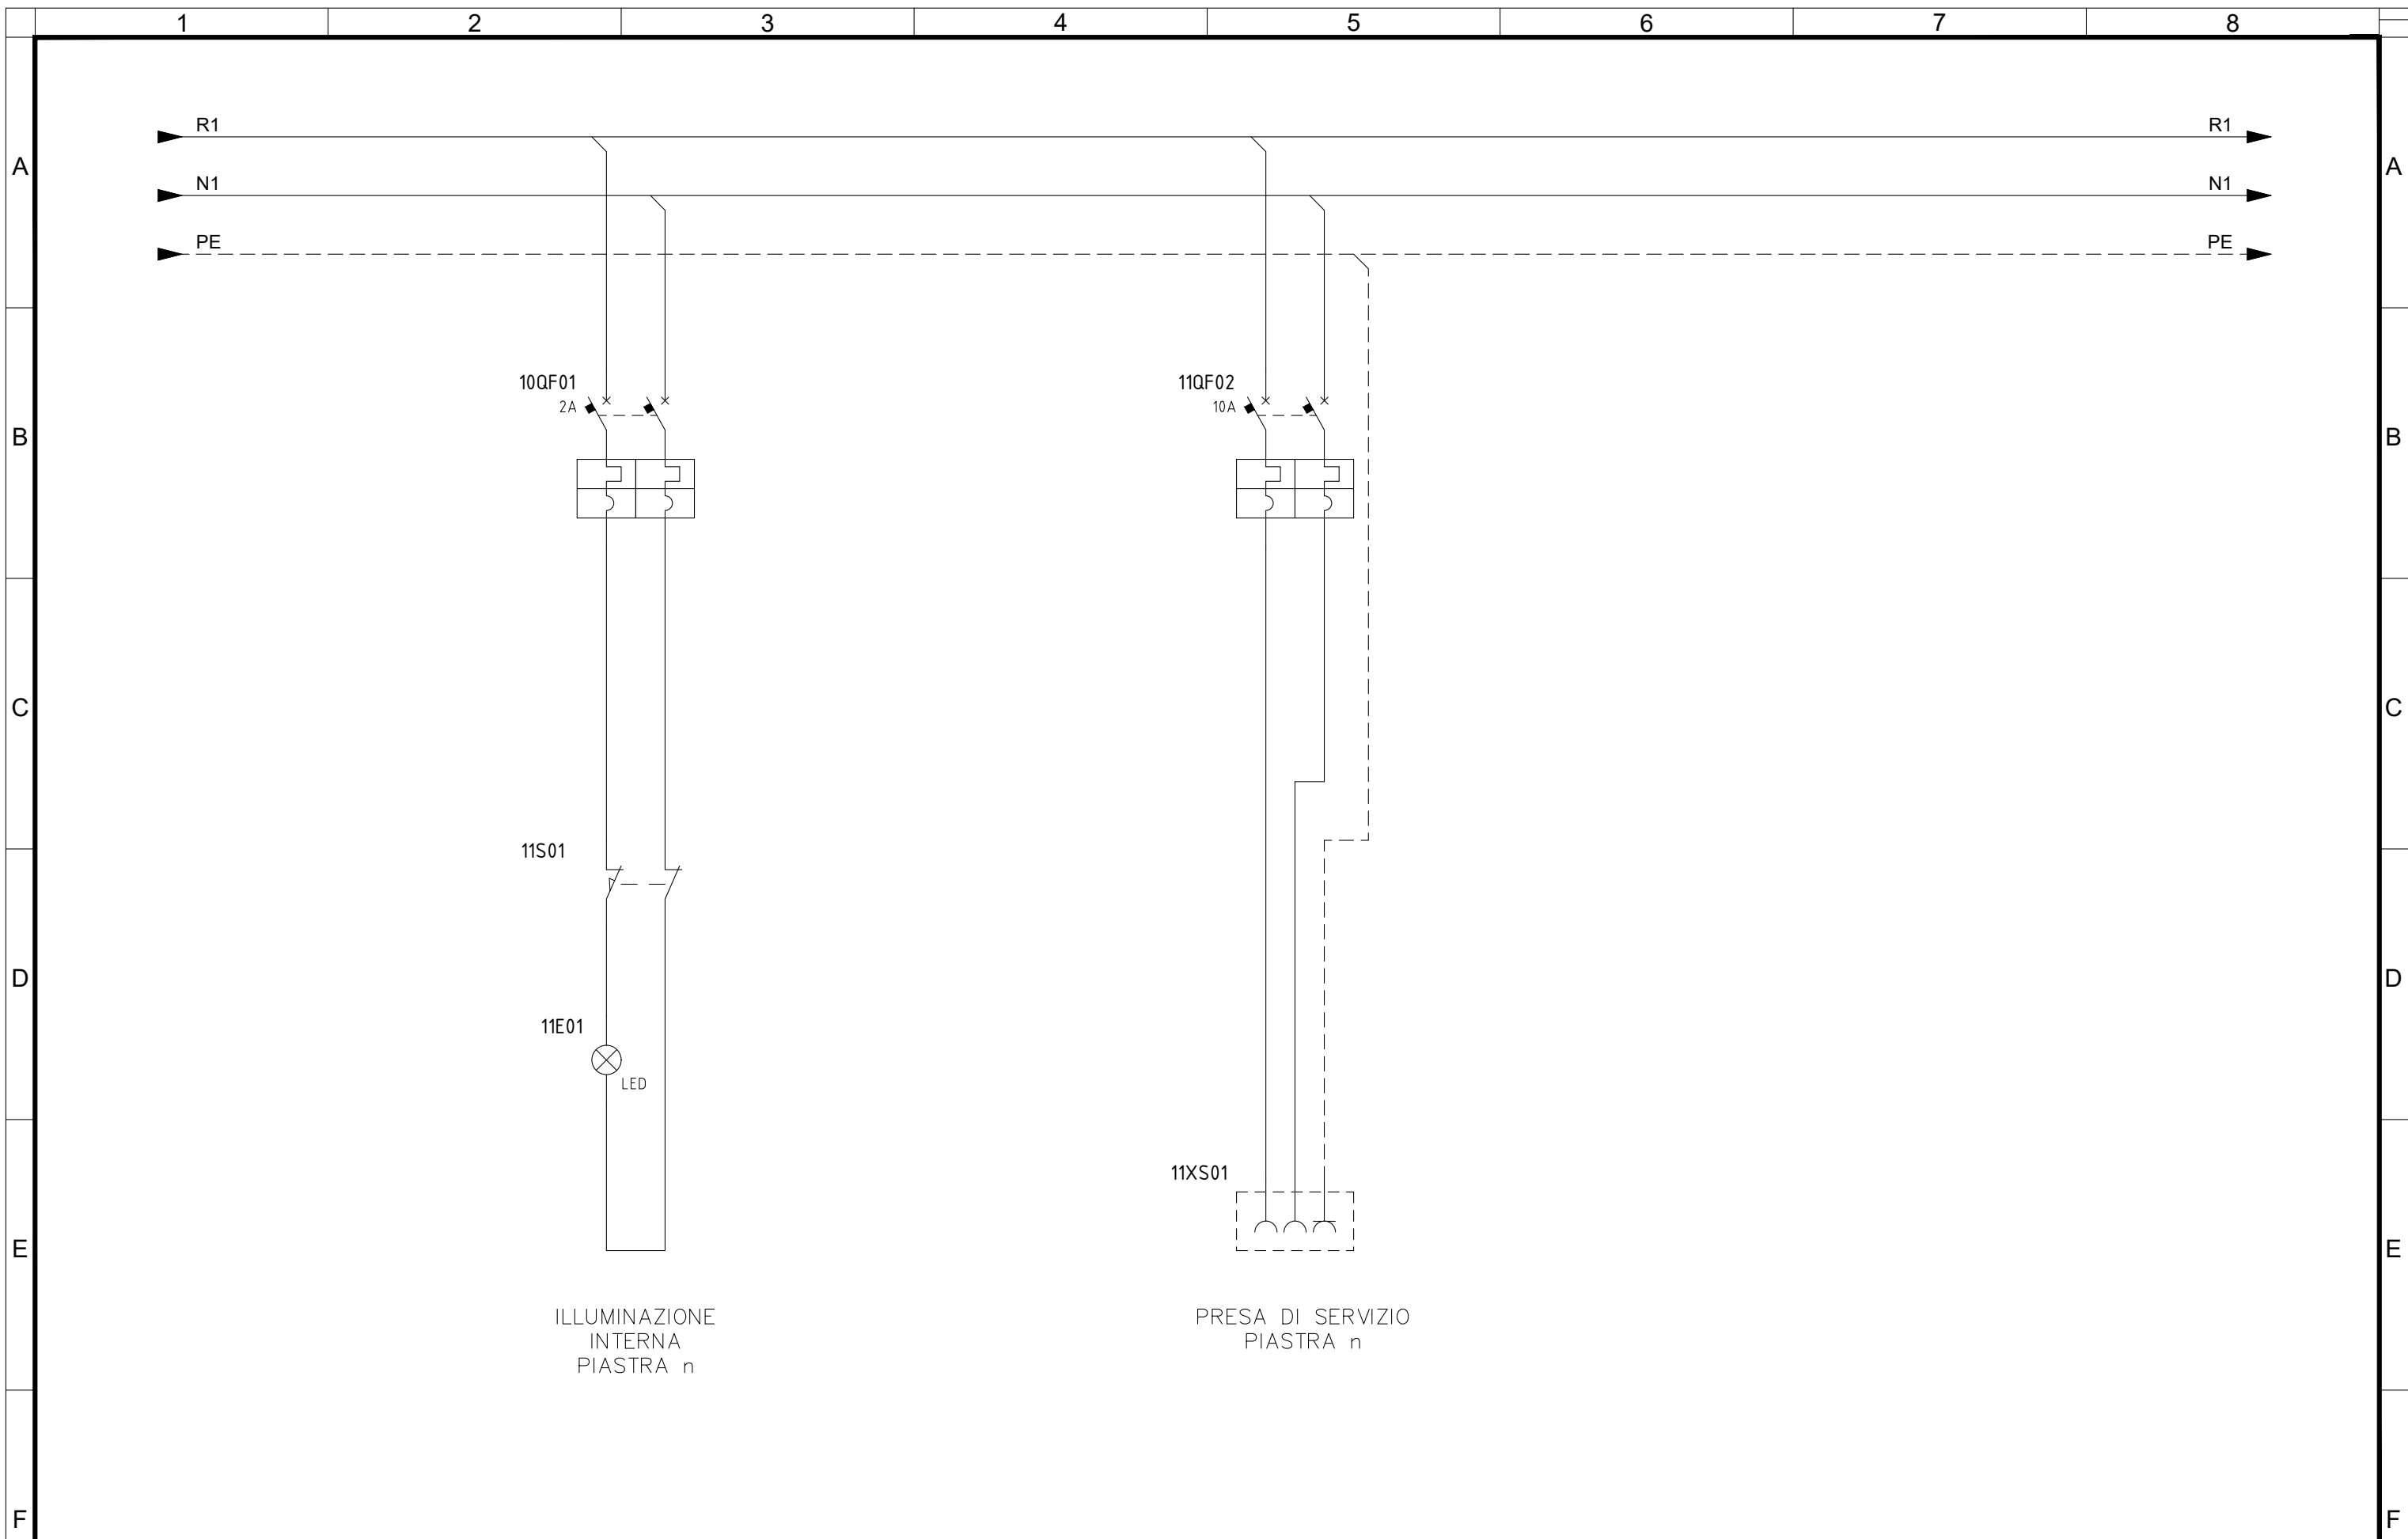 1 2 3 4 5 6 7 8
R1 R1
A A
N1 N1
PE PE
10QF01 11QF02
2A 10A
B B
C C
11S01
D D
11E01
LED
11XS01
E E
ILLUMINAZIONE PRESA DI SERVIZIO
INTERNA PIASTRA n
PIASTRA n
F F